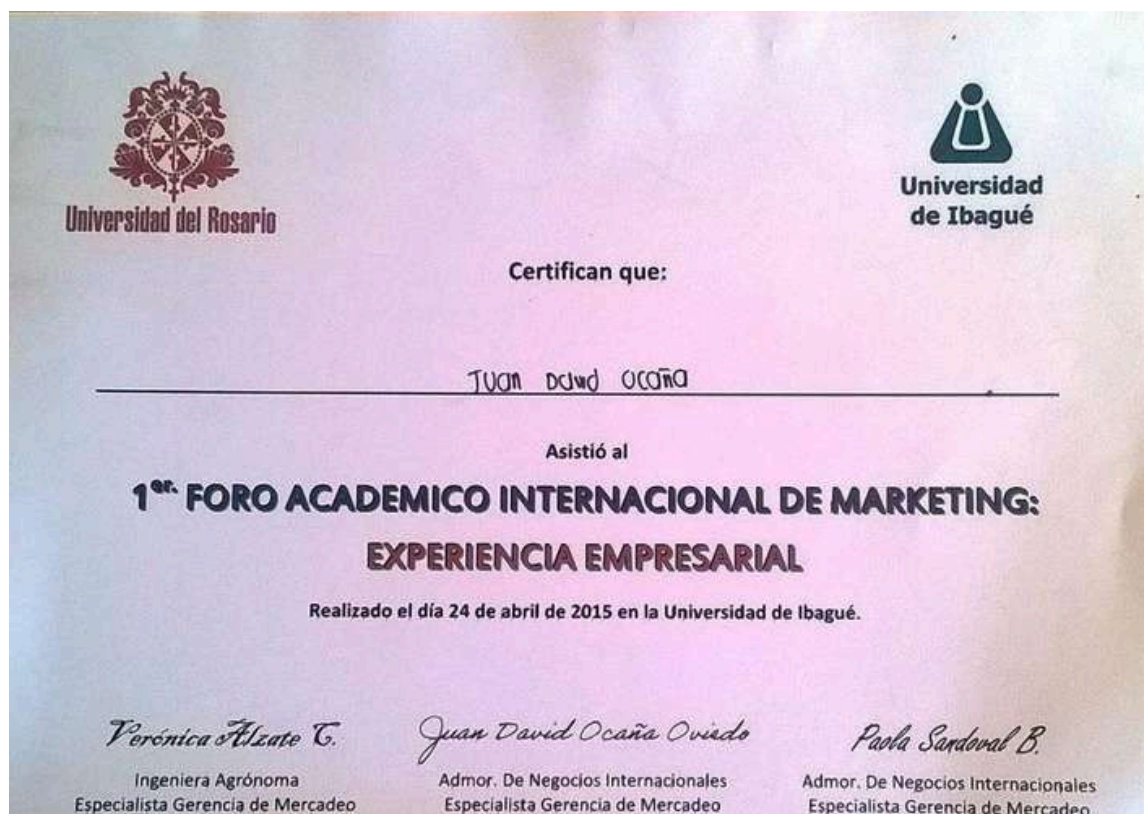 Universidad del Rosario
Universidad
de Ibagué
Certifican que:
Juan David Ocaña
Asistió al
1er. FORO ACADEMICO INTERNACIONAL DE MARKETING:
EXPERIENCIA EMPRESARIAL
Realizado el día 24 de abril de 2015 en la Universidad de Ibagué.
Verónica Álzate T.
Ingeniera Agrónoma
Especialista Gerencia de Mercadeo
Juan David Ocaña Oviedo
Admor. De Negocios Internacionales
Especialista Gerencia de Mercadeo
Paola Sandoval B.
Admor. De Negocios Internacionales
Especialista Gerencia de Mercadeo